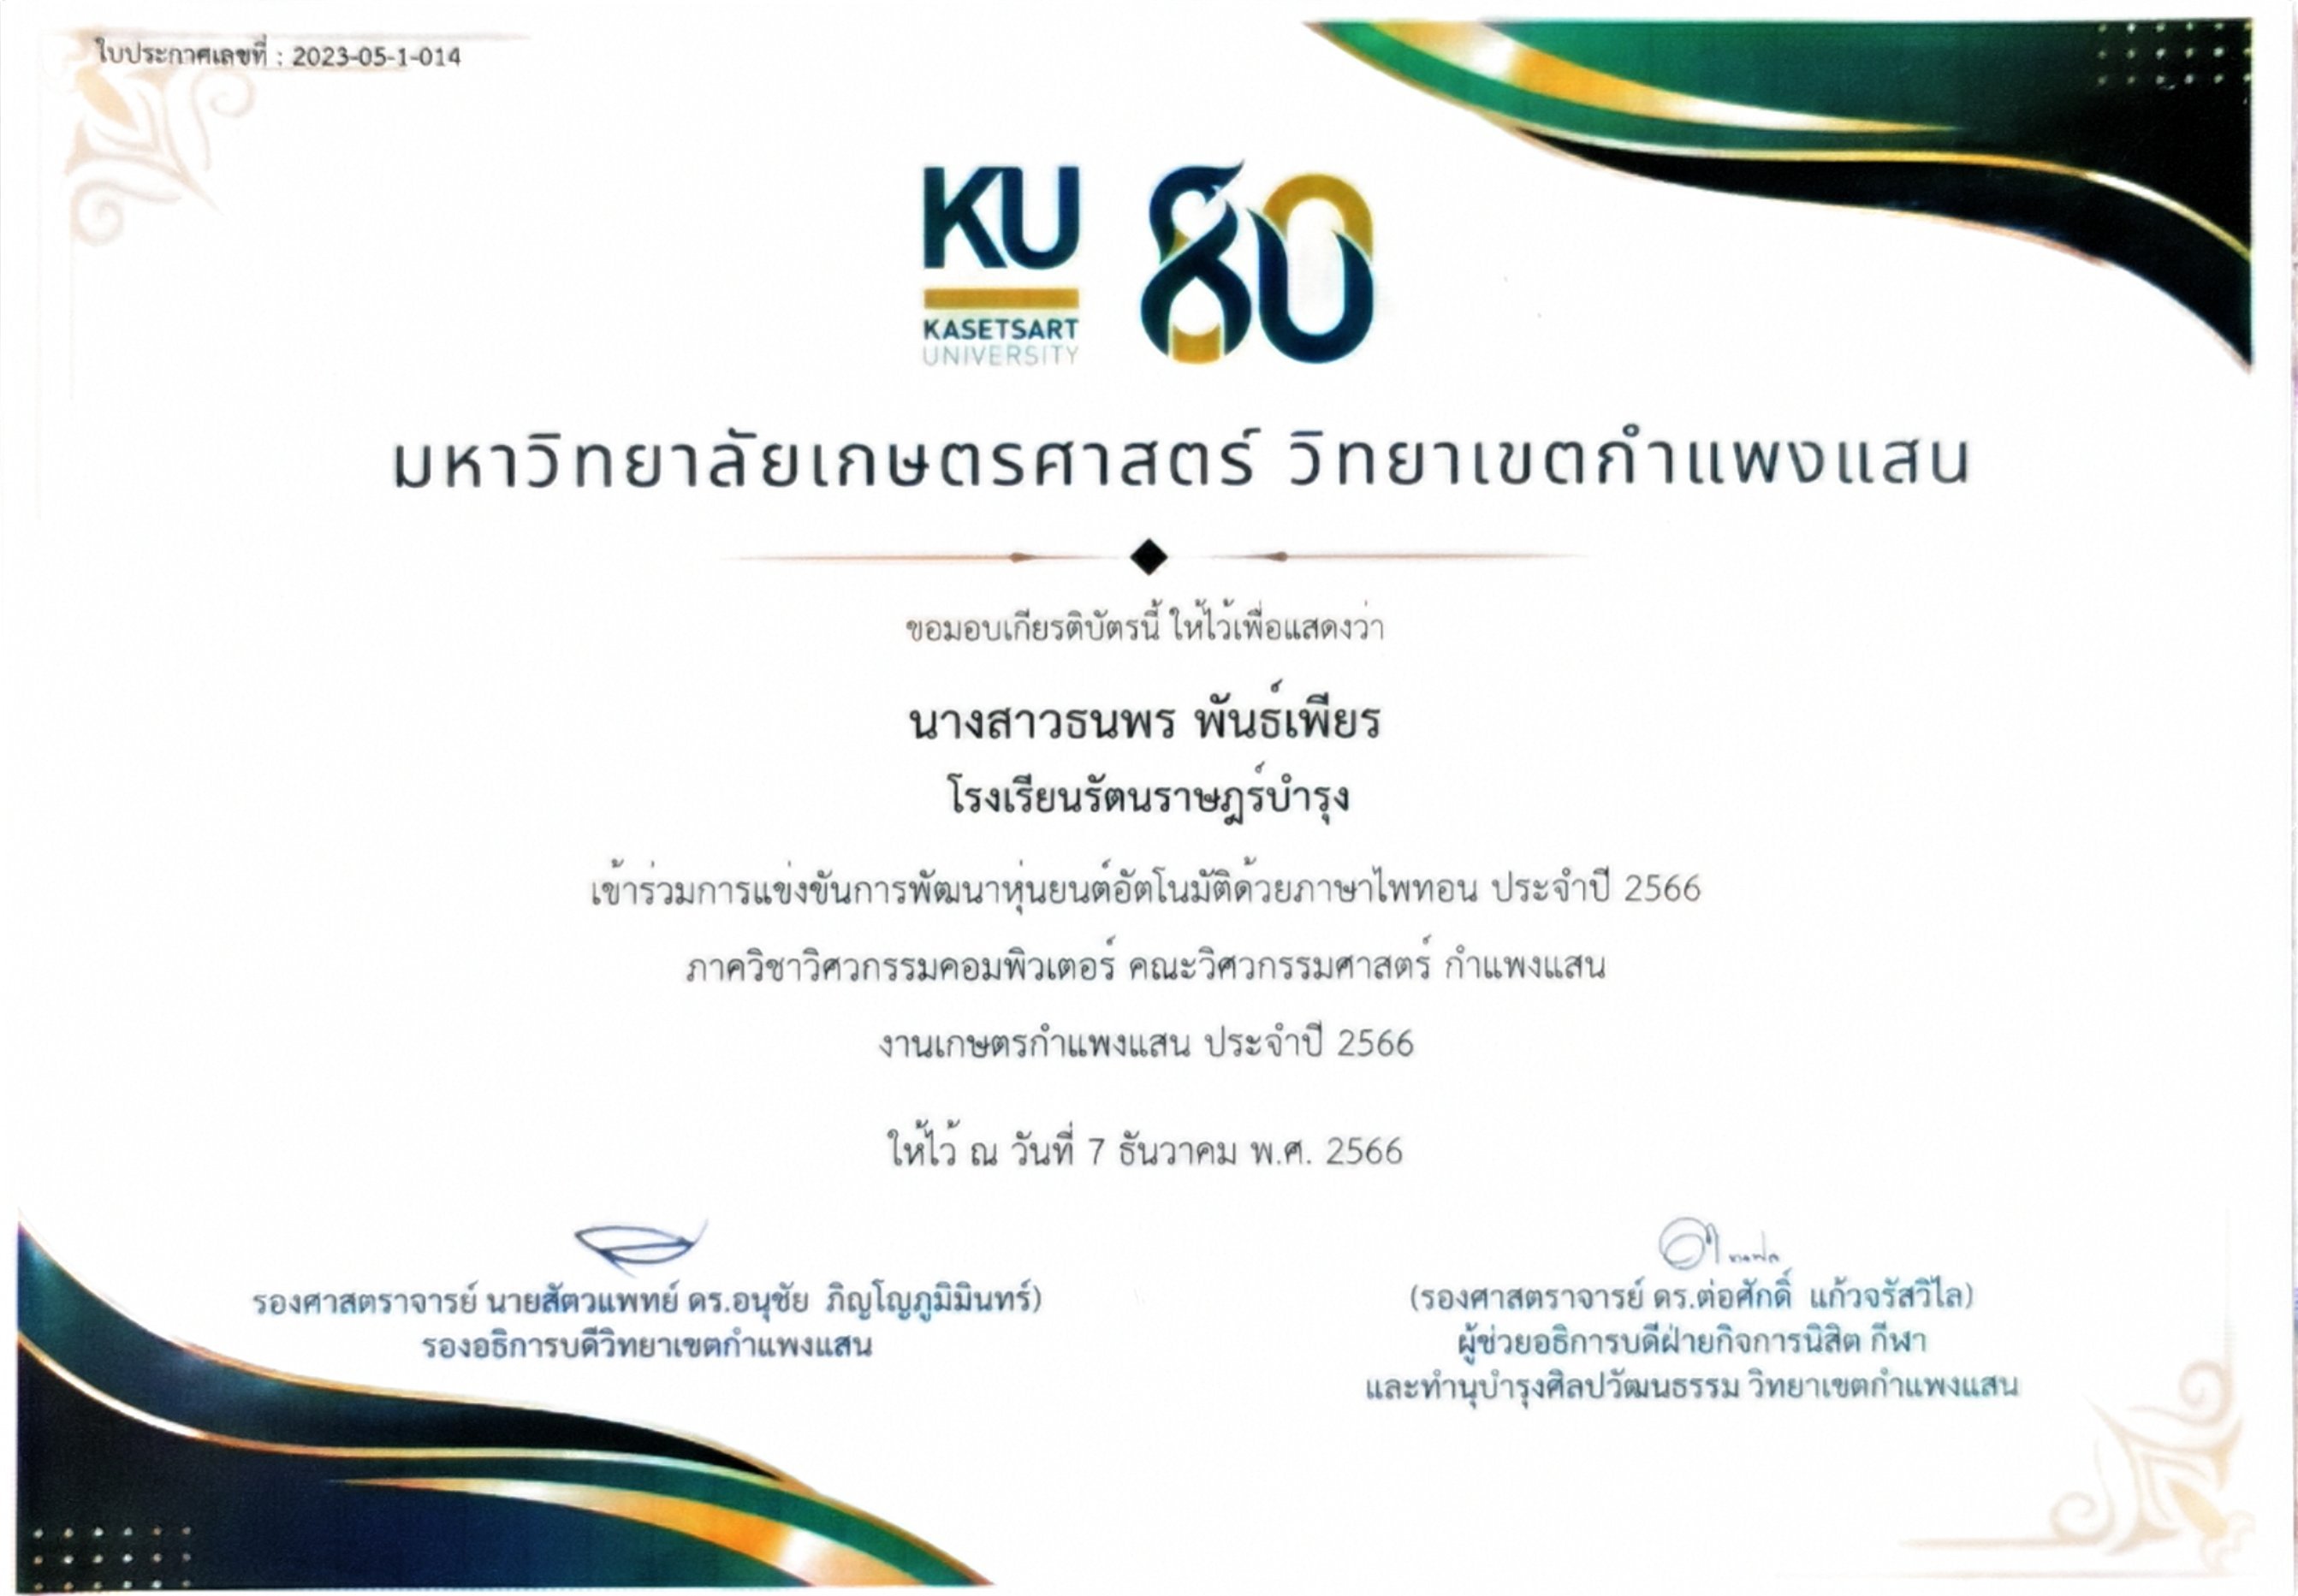 ใบประกาศเลขที่ : 2023-05-1-014
KU
80
KASETSART
UNIVERSITY
มหาวิทยาลัยเกษตรศาสตร์ วิทยาเขตกำแพงแสน
ขอมอบเกียรติบัตรนี้ ให้ไว้เพื่อแสดงว่า
นางสาวธนพร พันธ์เพียร
โรงเรียนรัตนราษฎร์บำรุง
เข้าร่วมการแข่งขันการพัฒนาหุ่นยนต์อัตโนมัติด้วยภาษาไพทอน ประจำปี 2566
ภาควิชาวิศวกรรมคอมพิวเตอร์ คณะวิศวกรรมศาสตร์ กำแพงแสน
งานเกษตรกำแพงแสน ประจำปี 2566
ให้ไว้ ณ วันที่ 7 ธันวาคม พ.ศ. 2566
รองศาสตราจารย์ นายสัตวแพทย์ ดร.อนุชัย ภิญโญภูมิมินทร์)
รองอธิการบดีวิทยาเขตกำแพงแสน
(รองศาสตราจารย์ ดร.ต่อศักดิ์ แก้วจรัสวิไล)
ผู้ช่วยอธิการบดีฝ่ายกิจการนิสิต กีฬา
และทำนุบำรุงศิลปวัฒนธรรม วิทยาเขตกำแพงแสน